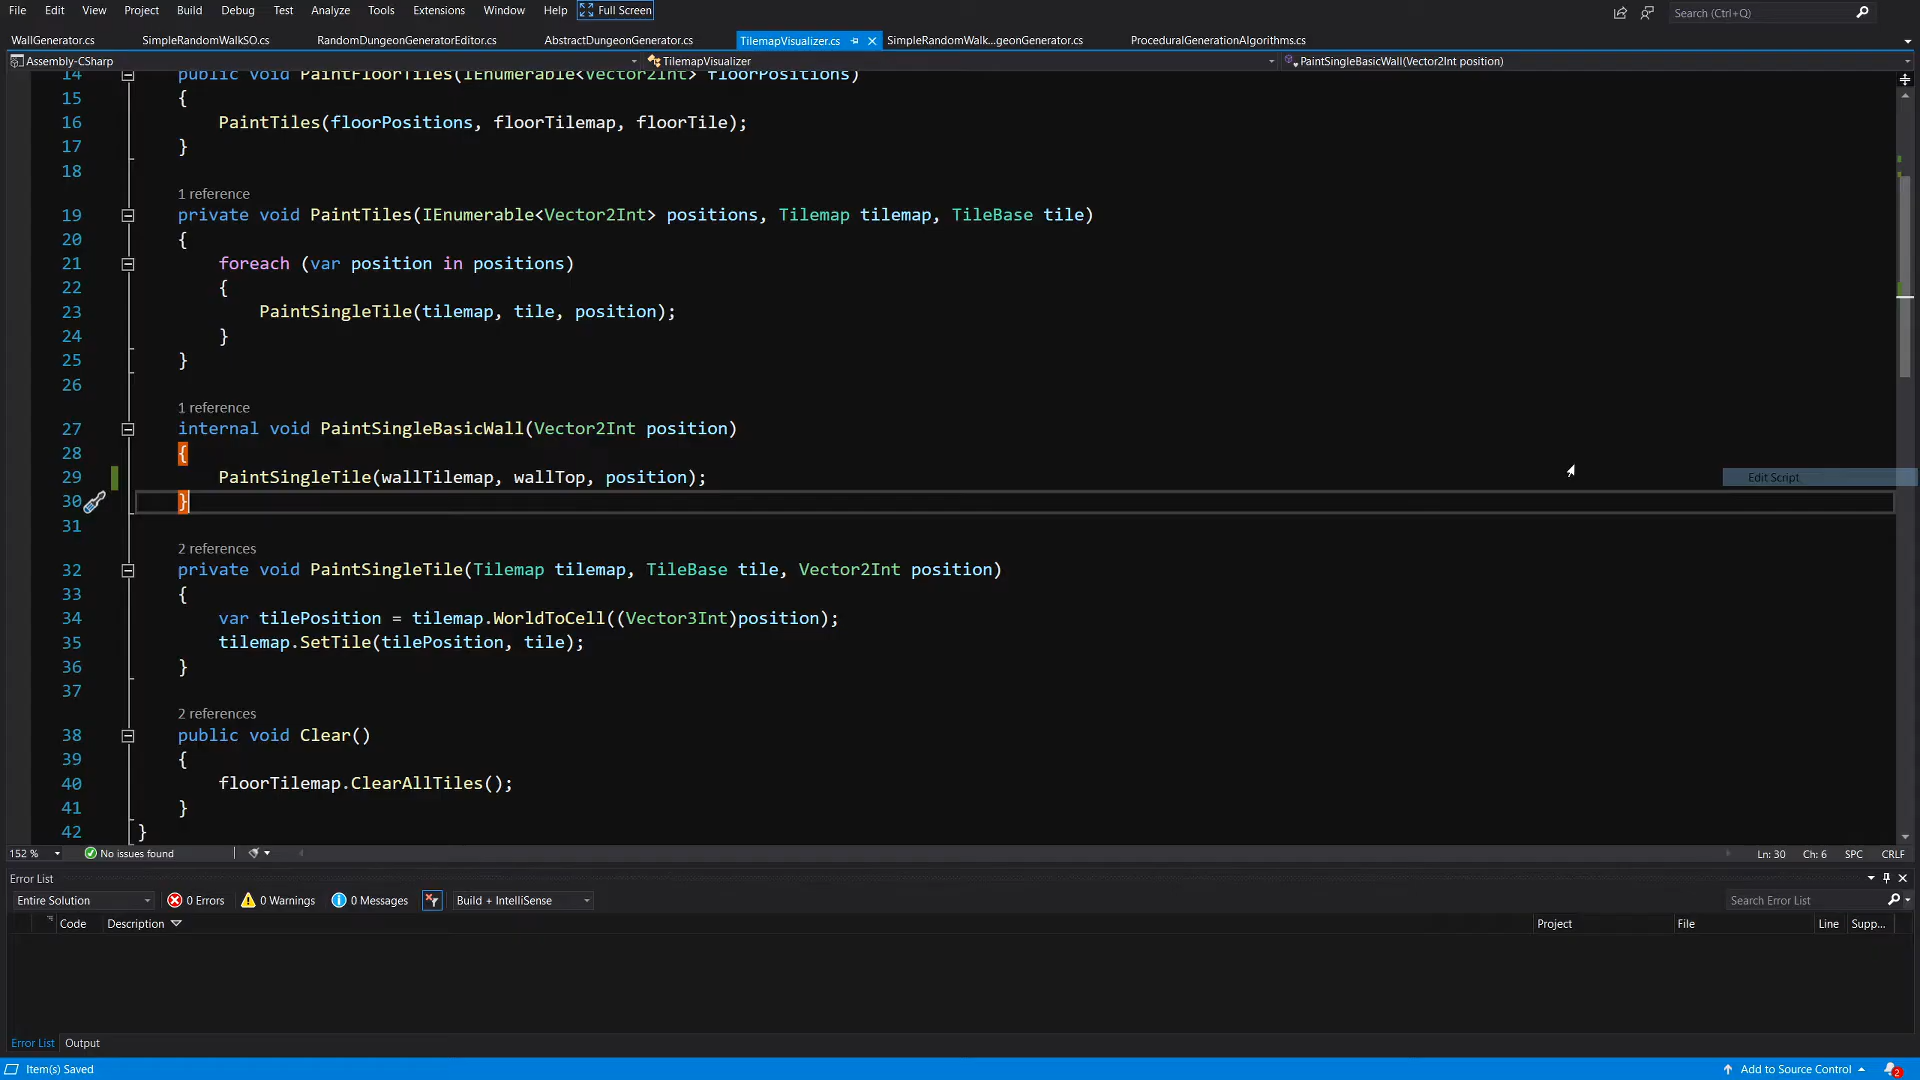 File Edit View Project Build Debug Test Analyze Tools Extensions Window Help Full Screen Search (Ctrl+Q)
WallGenerator.cs SimpleRandomWalkSO.cs RandomDungeonGeneratorEditor.cs AbstractDungeonGenerator.cs TilemapVisualizer.cs SimpleRandomWalk...geonGenerator.cs ProceduralGenerationAlgorithms.cs
Assembly-CSharp TilemapVisualizer PaintSingleBasicWall(Vector2Int position)
14 public void PaintFloorTiles(IEnumerable<Vector2Int> floorPositions)
15 {
16 PaintTiles(floorPositions, floorTilemap, floorTile);
17 }
18
1 reference
19 private void PaintTiles(IEnumerable<Vector2Int> positions, Tilemap tilemap, TileBase tile)
20 {
21 foreach (var position in positions)
22 {
23 PaintSingleTile(tilemap, tile, position);
24 }
25 }
26
1 reference
27 internal void PaintSingleBasicWall(Vector2Int position)
28 {
29 PaintSingleTile(wallTilemap, wallTop, position);
Edit Script
30 }
31
2 references
32 private void PaintSingleTile(Tilemap tilemap, TileBase tile, Vector2Int position)
33 {
34 var tilePosition = tilemap.WorldToCell((Vector3Int)position);
35 tilemap.SetTile(tilePosition, tile);
36 }
37
2 references
38 public void Clear()
39 {
40 floorTilemap.ClearAllTiles();
41 }
42 }
152 % No issues found Ln: 30 Ch: 6 SPC CRLF
Error List
Entire Solution 0 Errors 0 Warnings 0 Messages Build + IntelliSense Search Error List
Code Description Project File Line Supp...
Error List Output
Item(s) Saved Add to Source Control 2